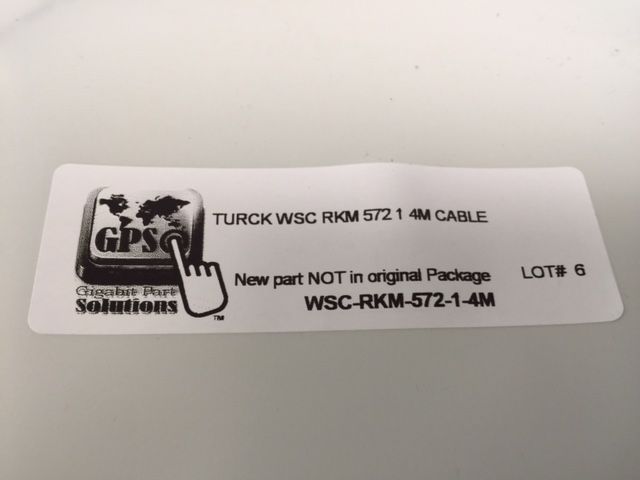 TURCK WSC RKM 572 1 4M CABLE
GPS
New part NOT in original Package LOT# 6
Gigabit Part
Solutions
WSC-RKM-572-1-4M
TM